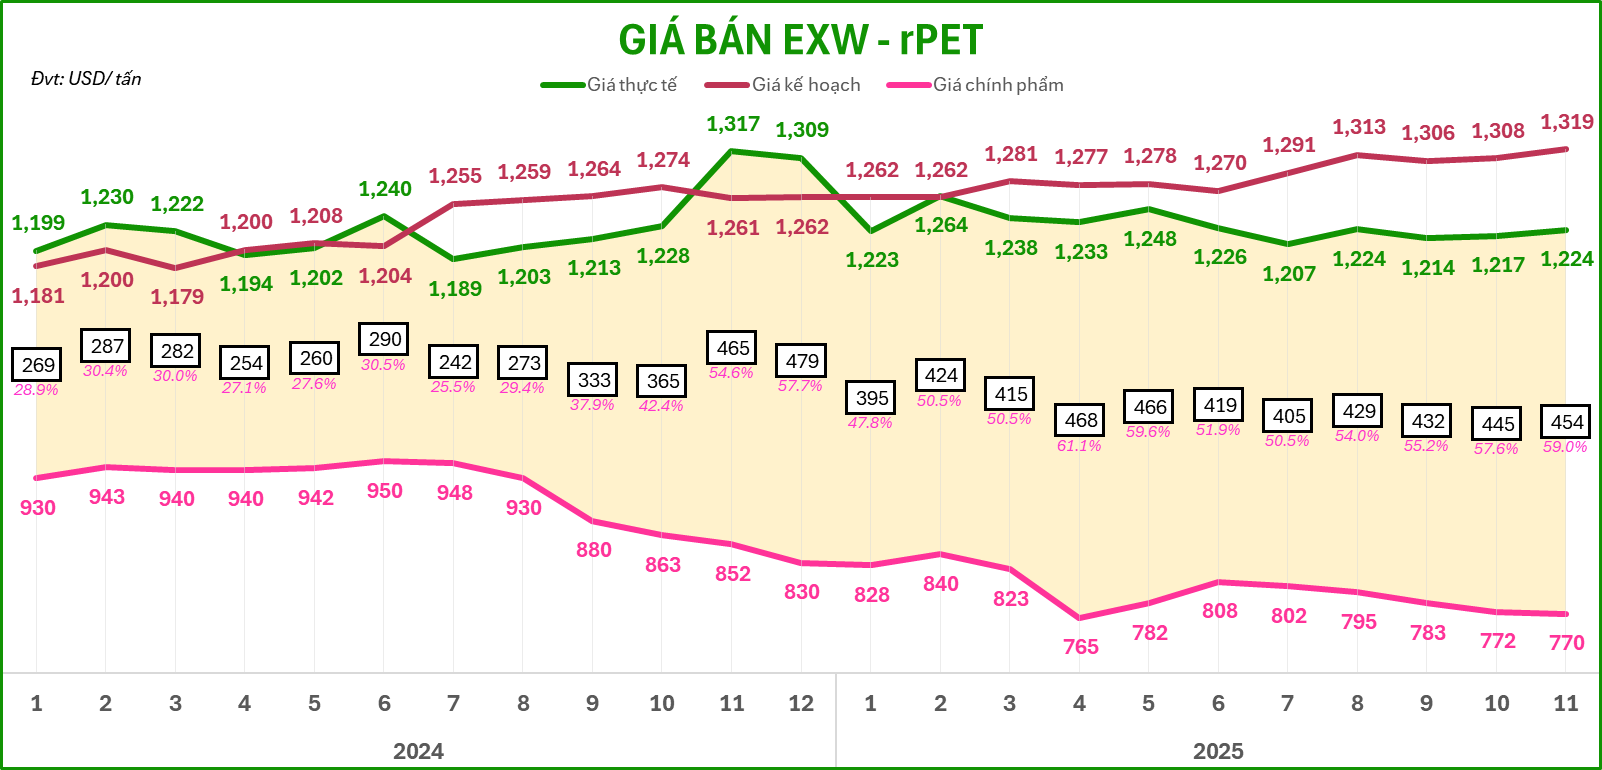 GIÁ BÁN EXW - rPET
Đvt: USD/ tấn
Giá thực tế Giá kế hoạch Giá chính phẩm
1,199 1,230 1,222 1,194 1,202 1,240 1,189 1,203 1,213 1,228 1,317 1,309 1,223 1,264 1,238 1,233 1,248 1,226 1,207 1,224 1,214 1,217 1,224
1,181 1,200 1,179 1,200 1,208 1,204 1,255 1,259 1,264 1,274 1,261 1,262 1,262 1,262 1,281 1,277 1,278 1,270 1,291 1,313 1,306 1,308 1,319
269 287 282 254 260 290 242 273 333 365 465 479 395 424 415 468 466 419 405 429 432 445 454
28.9% 30.4% 30.0% 27.1% 27.6% 30.5% 25.5% 29.4% 37.9% 42.4% 54.6% 57.7% 47.8% 50.5% 50.5% 61.1% 59.6% 51.9% 50.5% 54.0% 55.2% 57.6% 59.0%
930 943 940 940 942 950 948 930 880 863 852 830 828 840 823 765 782 808 802 795 783 772 770
1 2 3 4 5 6 7 8 9 10 11 12 1 2 3 4 5 6 7 8 9 10 11
2024 2025